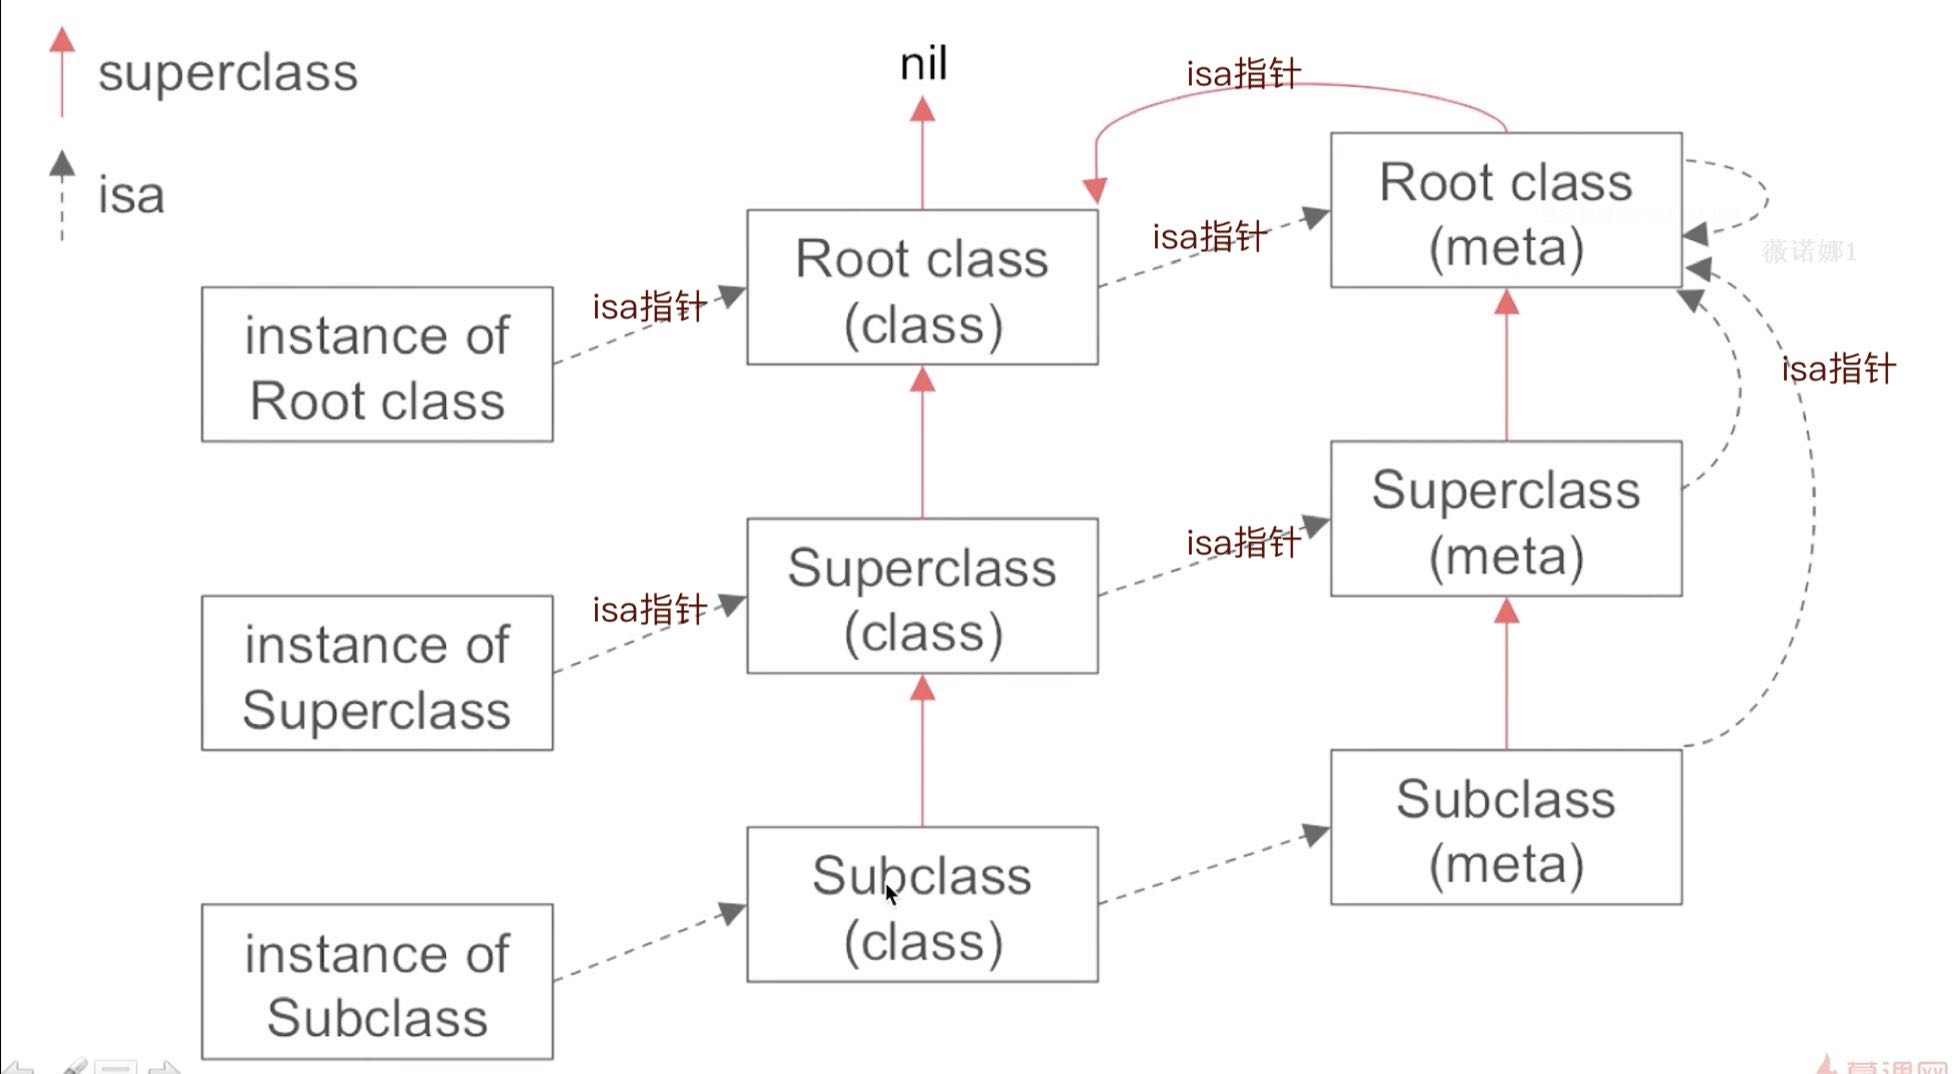 superclass
isa
nil
isa指针
Root class
(meta)
Root class
(class)
isa指针
isa指针
instance of
Root class
薇诺娜1
isa指针
Superclass
(meta)
Superclass
(class)
isa指针
isa指针
instance of
Superclass
Subclass
(meta)
Subclass
(class)
instance of
Subclass
慕课网